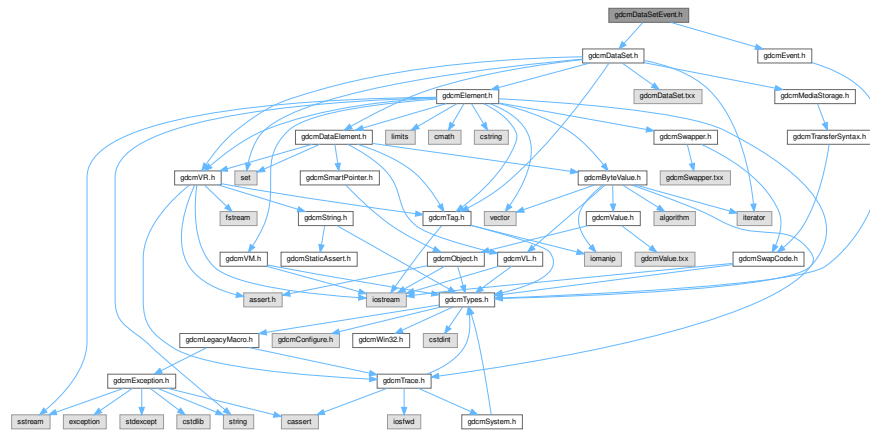 gdcmDataSetEvent.h
gdcmDataSet.h
gdcmEvent.h
gdcmElement.h
gdcmDataSet.txx
gdcmMediaStorage.h
gdcmDataElement.h
limits
cmath
cstring
gdcmSwapper.h
gdcmTransferSyntax.h
gdcmVR.h
set
gdcmSmartPointer.h
gdcmByteValue.h
gdcmSwapper.txx
fstream
gdcmString.h
gdcmTag.h
vector
gdcmValue.h
algorithm
iterator
gdcmVM.h
gdcmStaticAssert.h
gdcmObject.h
gdcmVL.h
iomanip
gdcmValue.txx
gdcmSwapCode.h
assert.h
iostream
gdcmTypes.h
gdcmLegacyMacro.h
gdcmConfigure.h
gdcmWin32.h
cstdint
gdcmException.h
gdcmTrace.h
sstream
exception
stdexcept
cstdlib
string
cassert
iosfwd
gdcmSystem.h